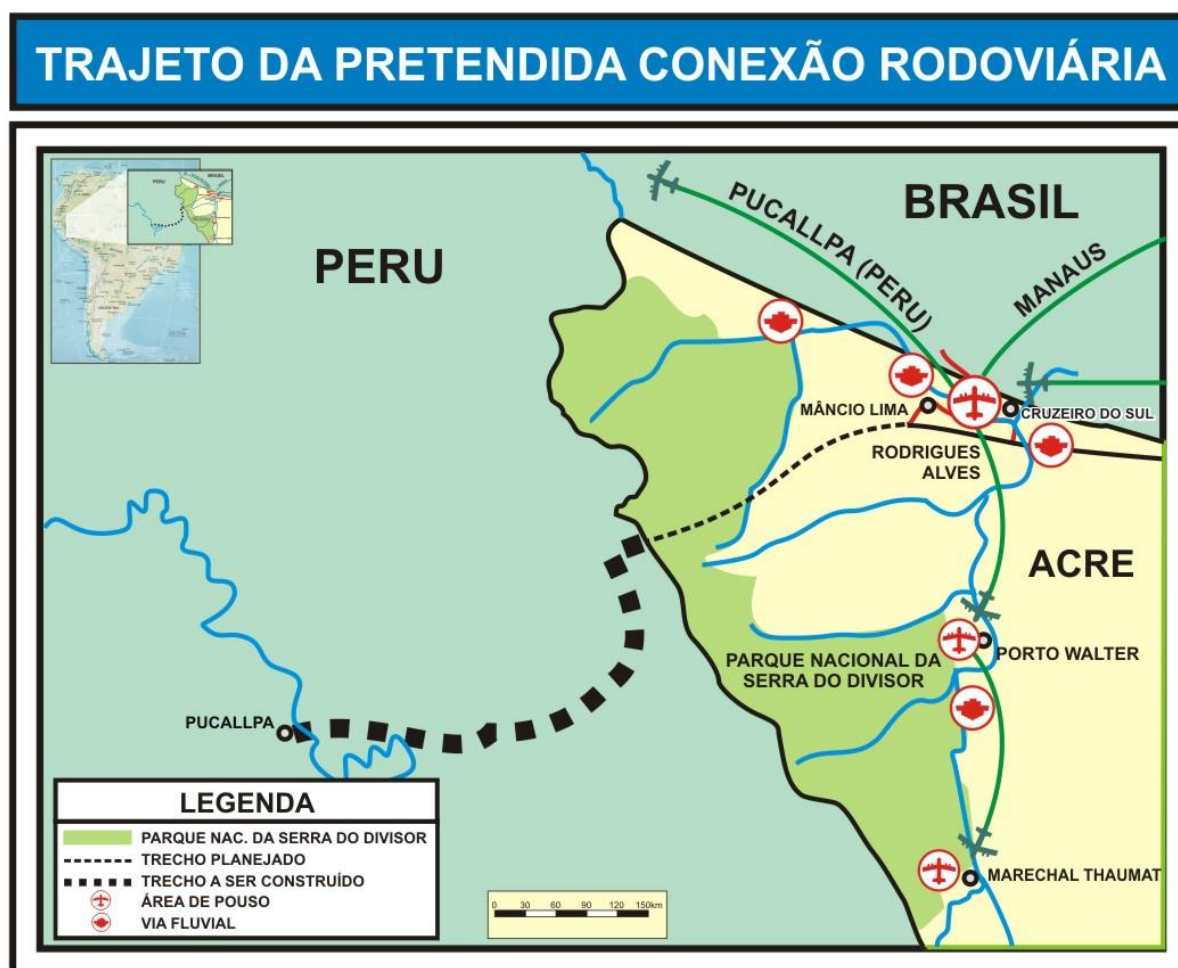 TRAJETO DA PRETENDIDA CONEXÃO RODOVIÁRIA
PERU
BRASIL
PERU
BRASIL
PUCALLPA (PERU)
MANAUS
MÂNCIO LIMA
CRUZEIRO DO SUL
RODRIGUES
ALVES
ACRE
PARQUE NACIONAL DA
SERRA DO DIVISOR
PORTO WALTER
PUCALLPA
MARECHAL THAUMAT
LEGENDA
PARQUE NAC. DA SERRA DO DIVISOR
TRECHO PLANEJADO
TRECHO A SER CONSTRUÍDO
ÁREA DE POUSO
VIA FLUVIAL
0 30 60 90 120 150km